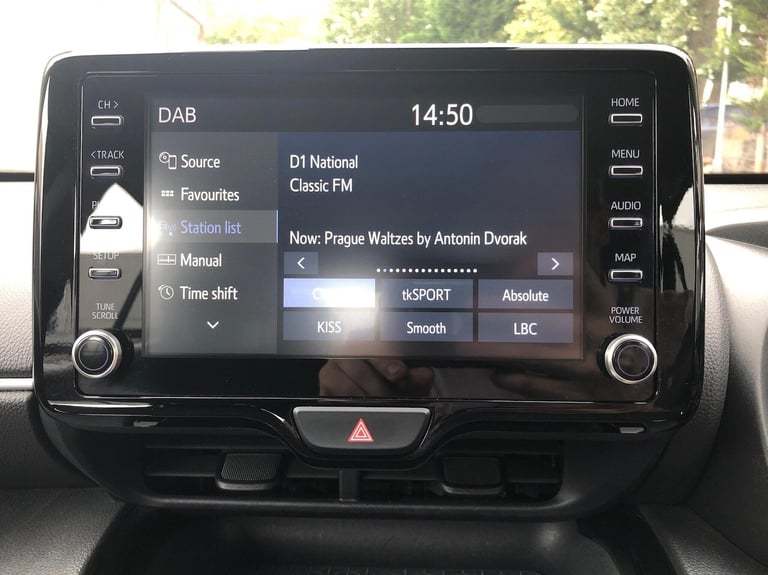 DAB
14:50
CH >
< TRACK
SETUP
TUNE
SCROLL
Source
Favourites
Station list
Manual
Time shift
D1 National
Classic FM
Now: Prague Waltzes by Antonin Dvorak
tkSPORT
Absolute
KISS
Smooth
LBC
HOME
MENU
AUDIO
MAP
POWER
VOLUME